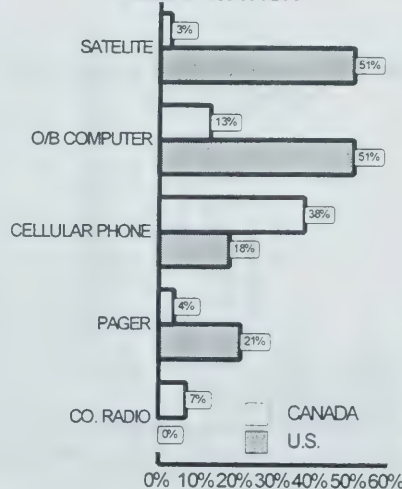 3%
SATELITE
51%
13%
O/B COMPUTER
51%
38%
CELLULAR PHONE
18%
4%
PAGER
21%
7%
CO. RADIO
0%
CANADA
U.S.
0% 10% 20% 30% 40% 50% 60%